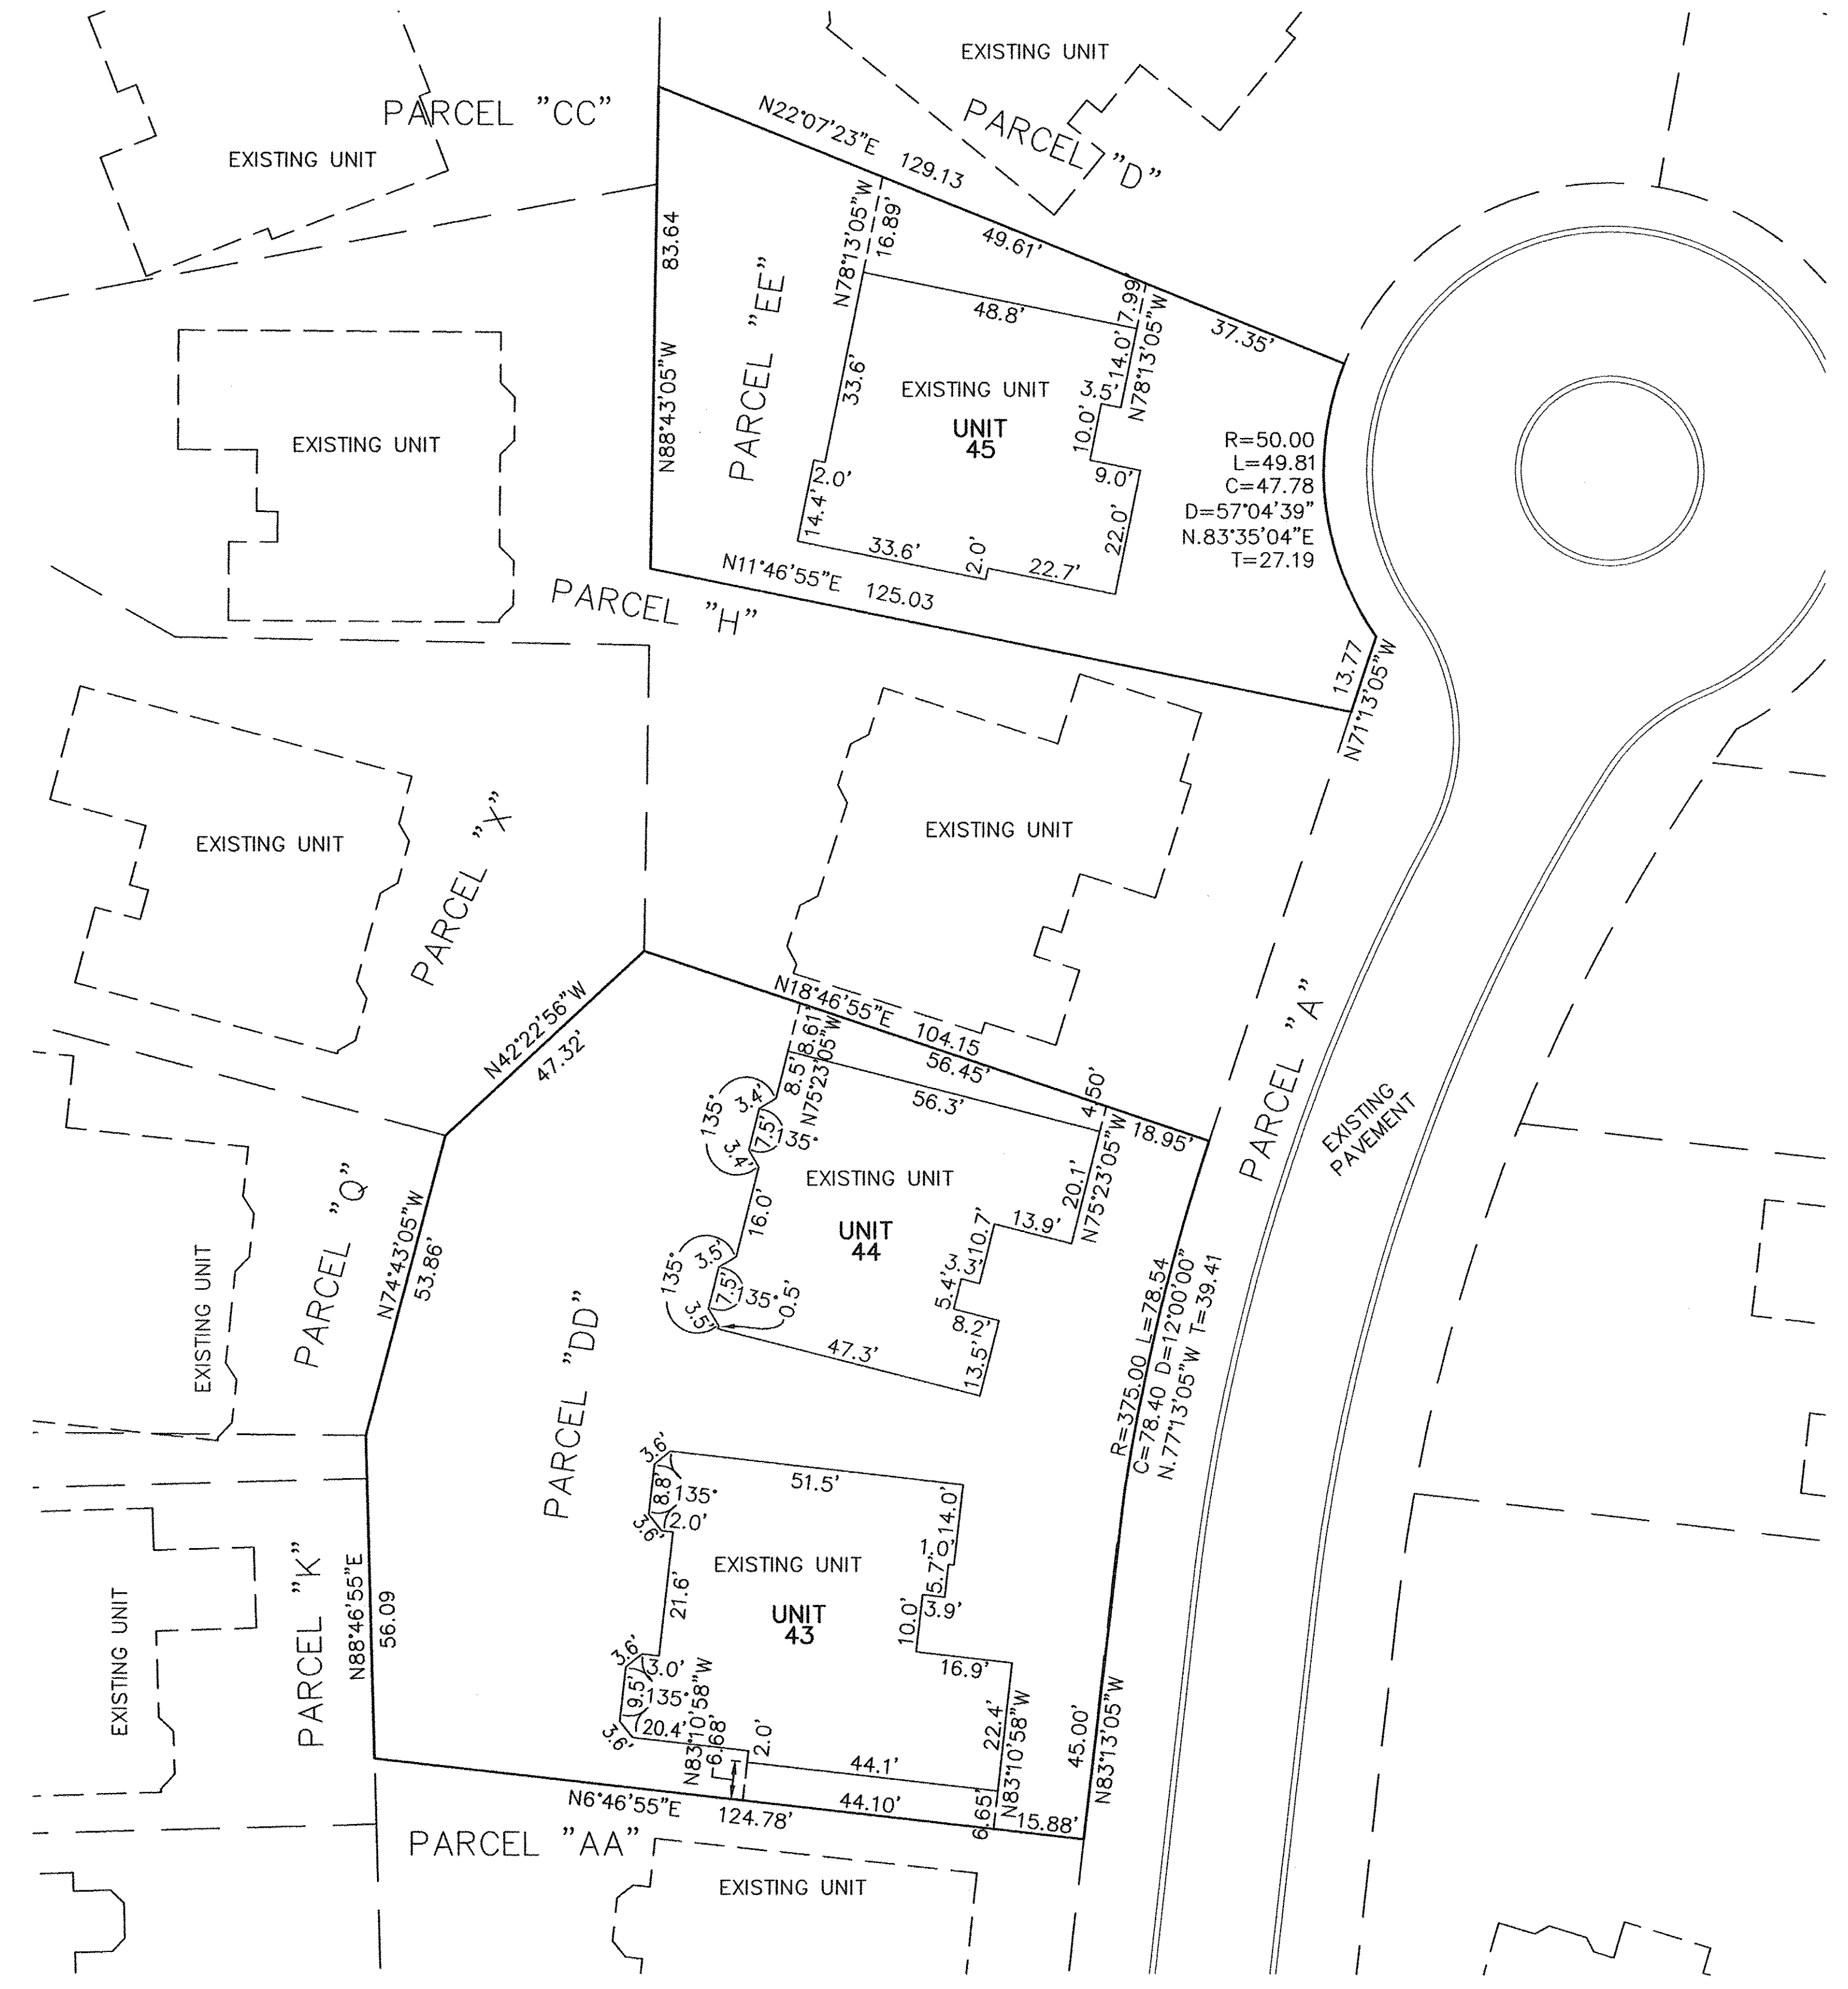 EXISTING UNIT
PARCEL "CC"
EXISTING UNIT
PARCEL "D"
N22°07'23"E 129.13
83.64
N88°43'05"W
N78°13'05"W
16.89'
49.61'
7.99'
N78°13'05"W
37.35'
48.8'
14.0'
3.5'
10.0'
9.0'
22.0'
33.6'
2.0'
14.4'
33.6'
2.0'
22.7'
PARCEL "EE"
EXISTING UNIT
UNIT
45
EXISTING UNIT
R=50.00
L=49.81
C=47.78
D=57°04'39"
N.83°35'04"E
T=27.19
N11°46'55"E 125.03
PARCEL "H"
13.77
N71°13'05"W
EXISTING UNIT
PARCEL "X"
EXISTING UNIT
N42°22'56"W
47.32'
N18°46'55"E 104.15
56.45'
8.61'
N75°23'05"W
8.5'
56.3'
4.50'
18.95'
N75°23'05"W
20.1'
PARCEL "A"
EXISTING
PAVEMENT
135°
3.4'
7.5'
135°
3.4'
16.0'
EXISTING UNIT
UNIT
44
13.9'
10.7'
3.3'
5.4'
8.2'
13.5'
135°
3.5'
7.5'
135°
3.5'
0.5'
47.3'
PARCEL "Q"
N74°43'05"W
53.86'
EXISTING UNIT
PARCEL "DD"
R=375.00 L=78.54
C=78.40 D=12°00'00"
N.77°13'05"W T=39.41
3.6'
8.8'
135°
3.6'
2.0'
51.5'
14.0'
1.0'
5.7'
3.9'
10.0'
16.9'
EXISTING UNIT
UNIT
43
21.6'
3.6'
3.0'
9.5'
135°
3.6'
20.4'
N83°10'58"W
6.68'
2.0'
44.1'
22.4'
N83°10'58"W
6.65'
45.00'
N83°13'05"W
PARCEL "K"
N88°46'55"E
56.09
EXISTING UNIT
N6°46'55"E 124.78'
44.10'
15.88'
PARCEL "AA"
EXISTING UNIT